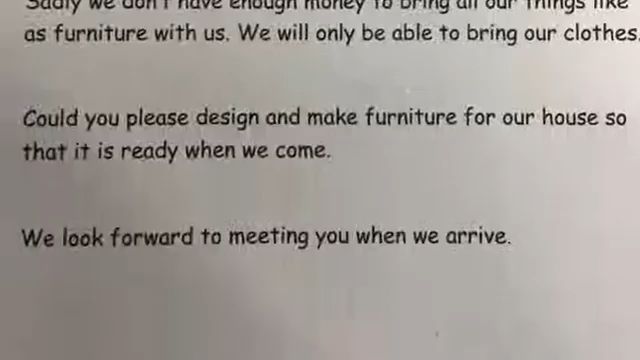 Sadly we don't have enough money to bring all our things like
as furniture with us. We will only be able to bring our clothes.
Could you please design and make furniture for our house so
that it is ready when we come.
We look forward to meeting you when we arrive.